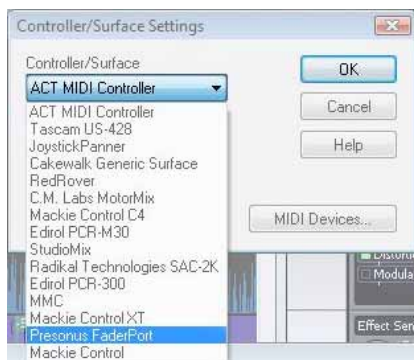 Controller/Surface Settings
Controller/Surface
ACT MIDI Controller
OK
Cancel
Help
MIDI Devices...
ACT MIDI Controller
Tascam US-428
JoystickPanner
Cakewalk Generic Surface
RedRover
C.M. Labs MotorMix
Mackie Control C4
Edirol PCR-M30
StudioMix
Radikal Technologies SAC-2K
Edirol PCR-300
MMC
Mackie Control XT
Presonus FaderPort
Mackie Control
Distortio
Modula
Effect Sen